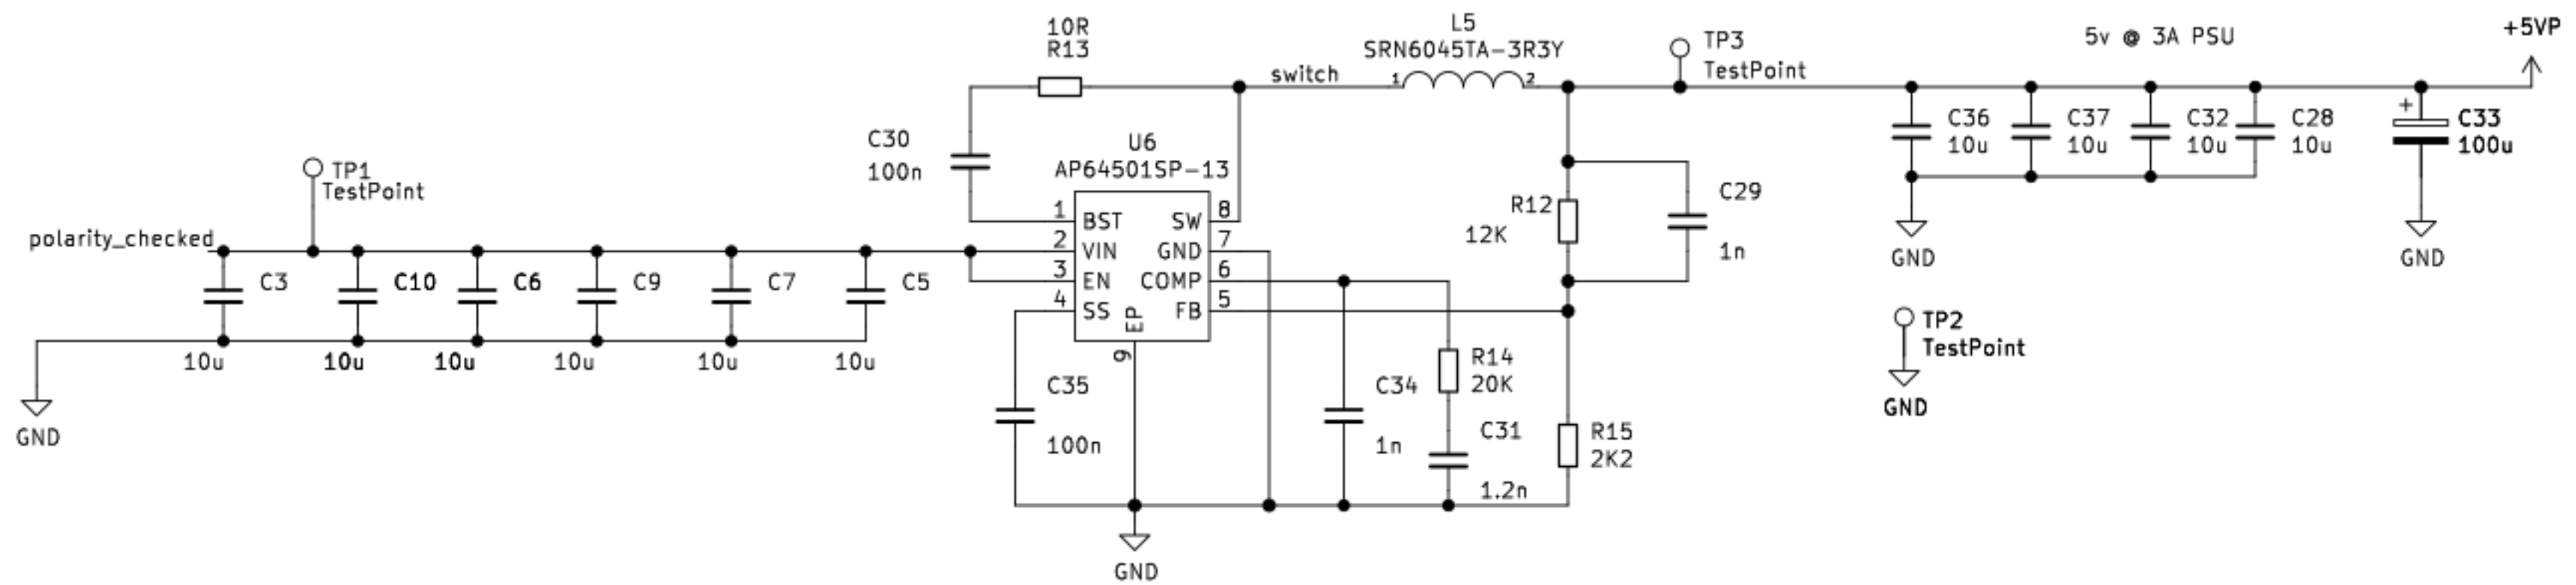 10R
R13
L5
SRN6045TA-3R3Y
switch
1
2
TP3
TestPoint
5v @ 3A PSU
+5VP
C36
10u
C37
10u
C32
10u
C28
10u
+
C33
100u
GND
GND
C30
100n
U6
AP64501SP-13
TP1
TestPoint
polarity_checked
C3
C10
C6
C9
C7
C5
10u
10u
10u
10u
10u
10u
GND
1
2
3
4
BST
VIN
EN
SS
EP
9
SW
GND
COMP
FB
8
7
6
5
R12
12K
C29
1n
TP2
TestPoint
GND
C35
100n
C34
1n
R14
20K
C31
1.2n
R15
2K2
GND